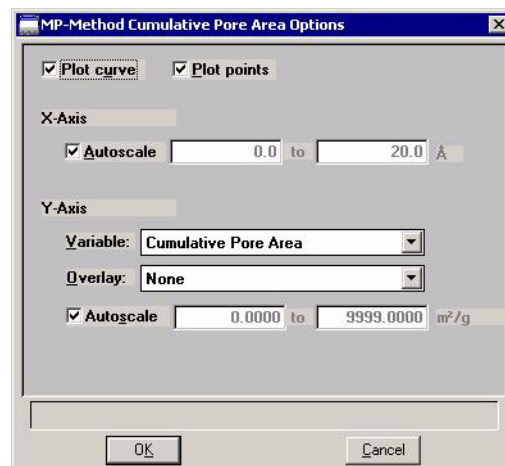 MP-Method Cumulative Pore Area Options
Plot curve Plot points
X-Axis
Autoscale 0.0 to 20.0 Å
Y-Axis
Variable: Cumulative Pore Area
Overlay: None
Autoscale 0.0000 to 9999.0000 m²/g
OK Cancel